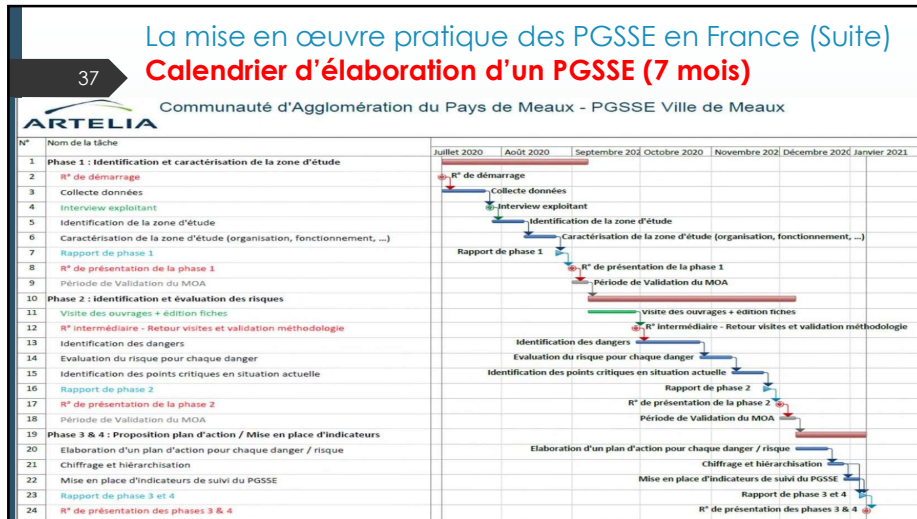 La mise en œuvre pratique des PGSSE en France (Suite)
37
Calendrier d'élaboration d'un PGSSE (7 mois)
ARTELIA
Communauté d'Agglomération du Pays de Meaux - PGSSE Ville de Meaux
N° Nom de la tâche
Juillet 2020 Août 2020 Septembre 202 Octobre 2020 Novembre 202 Décembre 2020 Janvier 2021
1 Phase 1 : Identification et caractérisation de la zone d'étude
2 R° de démarrage R° de démarrage
3 Collecte données Collecte données
4 Interview exploitant Interview exploitant
5 Identification de la zone d'étude Identification de la zone d'étude
6 Caractérisation de la zone d'étude (organisation, fonctionnement, ...) Caractérisation de la zone d'étude (organisation, fonctionnement, ...)
7 Rapport de phase 1 Rapport de phase 1
8 R° de présentation de la phase 1 R° de présentation de la phase 1
9 Période de Validation du MOA Période de Validation du MOA
10 Phase 2 : identification et évaluation des risques
11 Visite des ouvrages + édition fiches Visite des ouvrages + édition fiches
12 R° intermédiaire - Retour visites et validation méthodologie R° intermédiaire - Retour visites et validation méthodologie
13 Identification des dangers Identification des dangers
14 Evaluation du risque pour chaque danger Evaluation du risque pour chaque danger
15 Identification des points critiques en situation actuelle Identification des points critiques en situation actuelle
16 Rapport de phase 2 Rapport de phase 2
17 R° de présentation de la phase 2 R° de présentation de la phase 2
18 Période de Validation du MOA Période de Validation du MOA
19 Phase 3 & 4 : Proposition plan d'action / Mise en place d'indicateurs
20 Elaboration d'un plan d'action pour chaque danger / risque Elaboration d'un plan d'action pour chaque danger / risque
21 Chiffrage et hiérarchisation Chiffrage et hiérarchisation
22 Mise en place d'indicateurs de suivi du PGSSE Mise en place d'indicateurs de suivi du PGSSE
23 Rapport de phase 3 et 4 Rapport de phase 3 et 4
24 R° de présentation des phases 3 & 4 R° de présentation des phases 3 & 4